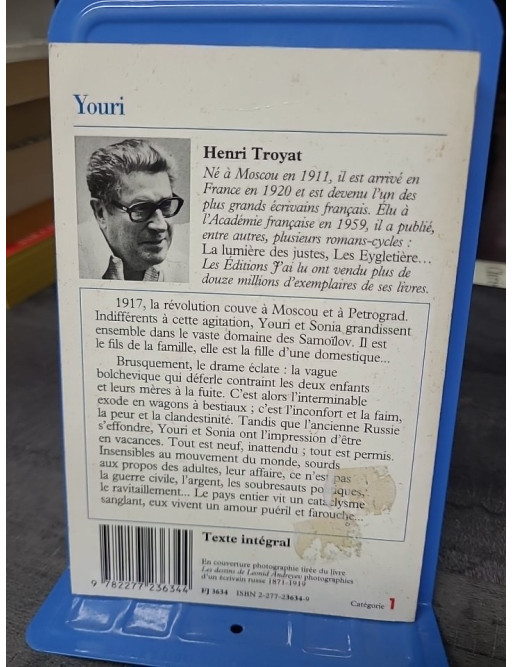 Youri
Henri Troyat
Né à Moscou en 1911, il est arrivé en
France en 1920 et est devenu l'un des
plus grands écrivains français. Élu à
l'Académie française en 1959, il a publié,
entre autres, plusieurs romans-cycles :
La lumière des justes, Les Eygletière...
Les Éditions J'ai lu ont vendu plus de
douze millions d'exemplaires de ses livres.
1917, la révolution couve à Moscou et à Petrograd.
Indifférents à cette agitation, Youri et Sonia grandissent
ensemble dans le vaste domaine des Samoïlov. Il est
le fils de la famille, elle est la fille d'une domestique...
Brusquement, le drame éclate : la vague
bolchevique qui déferle contraint les deux enfants
et leurs mères à la fuite. C'est alors l'interminable
exode en wagons à bestiaux ; c'est l'inconfort et la faim,
la peur et la clandestinité. Tandis que l'ancienne Russie
s'effondre, Youri et Sonia ont l'impression d'être
en vacances. Tout est neuf, inattendu ; tout est permis.
Insensibles au mouvement du monde, sourds
aux propos des adultes, leur affaire, ce n'est pas
la guerre civile, l'argent, les soubresauts politiques,
le ravitaillement... Le pays entier vit un cataclysme
sanglant, eux vivent un amour puéril et farouche...
Texte intégral
En couverture photographie tirée du livre
Les destins de Leonid Andreyev photographies
d'un écrivain russe 1871-1919
9 782277 236344
FJ 3634 ISBN 2-277-23634-9
Catégorie 1